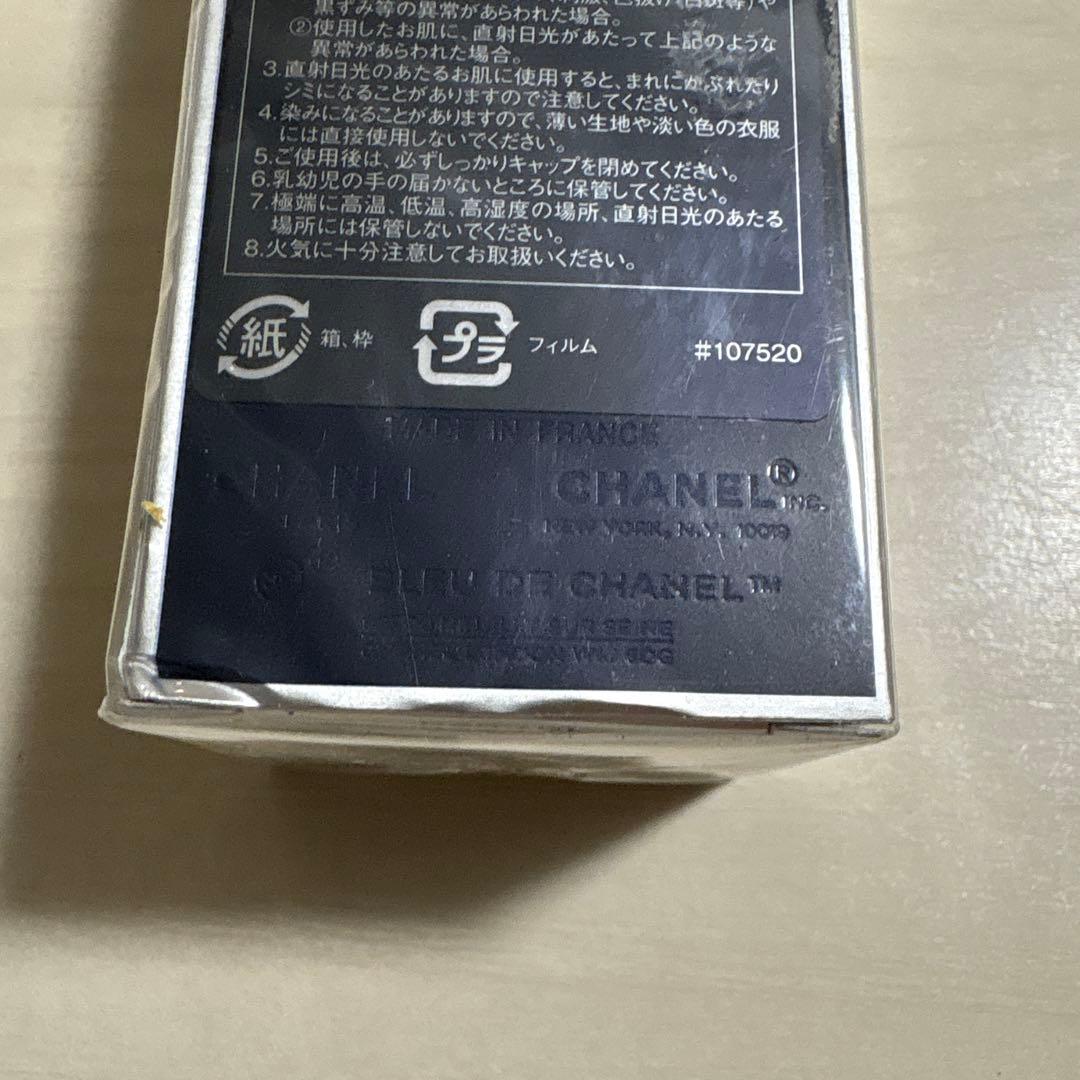 黒ずみ等の異常があらわれた場合。
②使用したお肌に、直射日光があたって上記のような
異常があらわれた場合。
3.直射日光のあたるお肌に使用すると、まれにかぶれたり
シミになることがありますので注意してください。
4.染みになることがありますので、薄い生地や淡い色の衣服
には直接使用しないでください。
5.ご使用後は、必ずしっかりキャップを閉めてください。
6.乳幼児の手の届かないところに保管してください。
7.極端に高温、低温、高湿度の場所、直射日光のあたる
場所には保管しないでください。
8.火気に十分注意してお取扱いください。
紙 箱、枠 プラ フィルム #107520
MADE IN FRANCE
CHANEL CHANEL® INC.
NEW YORK, N.Y. 10019
BLEU DE CHANEL™
SUR SEINE
LONDON W1J 6DG